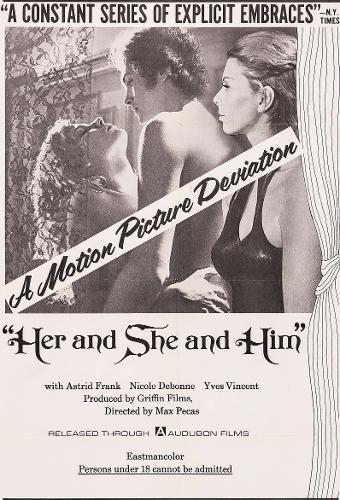 "A CONSTANT SERIES OF EXPLICIT EMBRACES" —N.Y. TIMES
A Motion Picture Deviation
"Her and She and Him"
with Astrid Frank Nicole Debonne Yves Vincent
Produced by Griffin Films,
Directed by Max Pecas
RELEASED THROUGH AUDUBON FILMS
Eastmancolor
Persons under 18 cannot be admitted